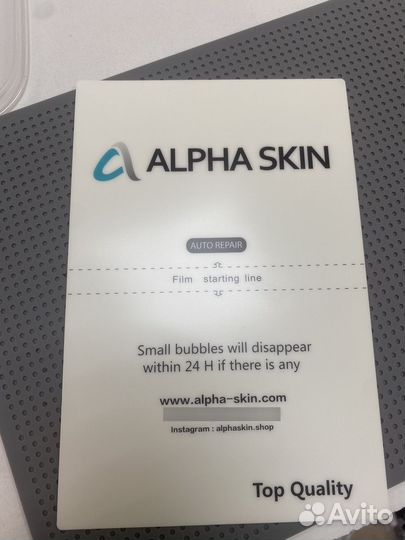 ALPHA SKIN
AUTO REPAIR
Film starting line
Small bubbles will disappear
within 24 H if there is any
www.alpha-skin.com
Instagram : alphaskin.shop
Top Quality
Avito